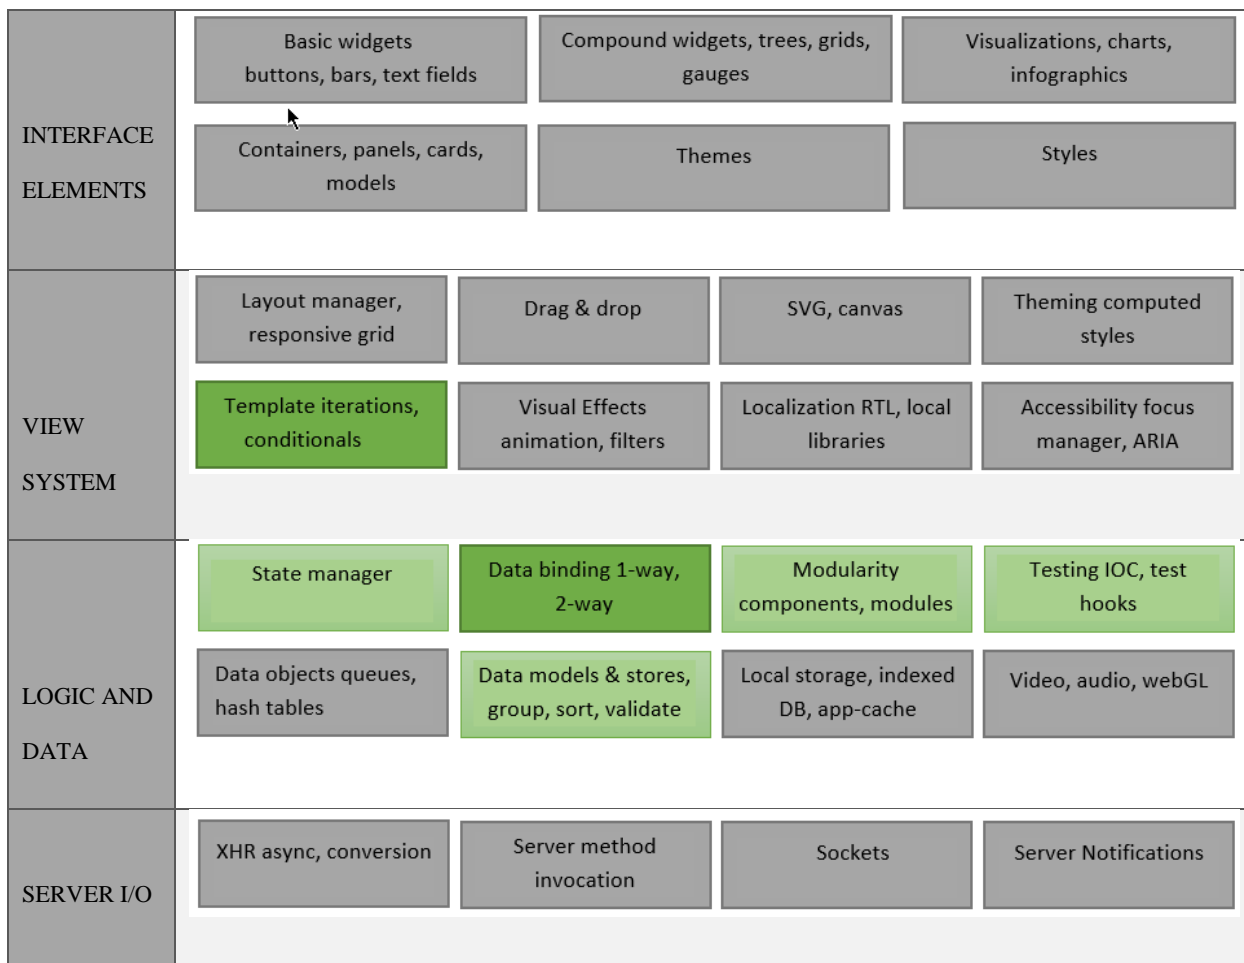 INTERFACE
ELEMENTS
Basic widgets
buttons, bars, text fields
Compound widgets, trees, grids,
gauges
Visualizations, charts,
infographics
Containers, panels, cards,
models
Themes
Styles
VIEW
SYSTEM
Layout manager,
responsive grid
Drag & drop
SVG, canvas
Theming computed
styles
Template iterations,
conditionals
Visual Effects
animation, filters
Localization RTL, local
libraries
Accessibility focus
manager, ARIA
LOGIC AND
DATA
State manager
Data binding 1-way,
2-way
Modularity
components, modules
Testing IOC, test
hooks
Data objects queues,
hash tables
Data models & stores,
group, sort, validate
Local storage, indexed
DB, app-cache
Video, audio, webGL
SERVER I/O
XHR async, conversion
Server method
invocation
Sockets
Server Notifications